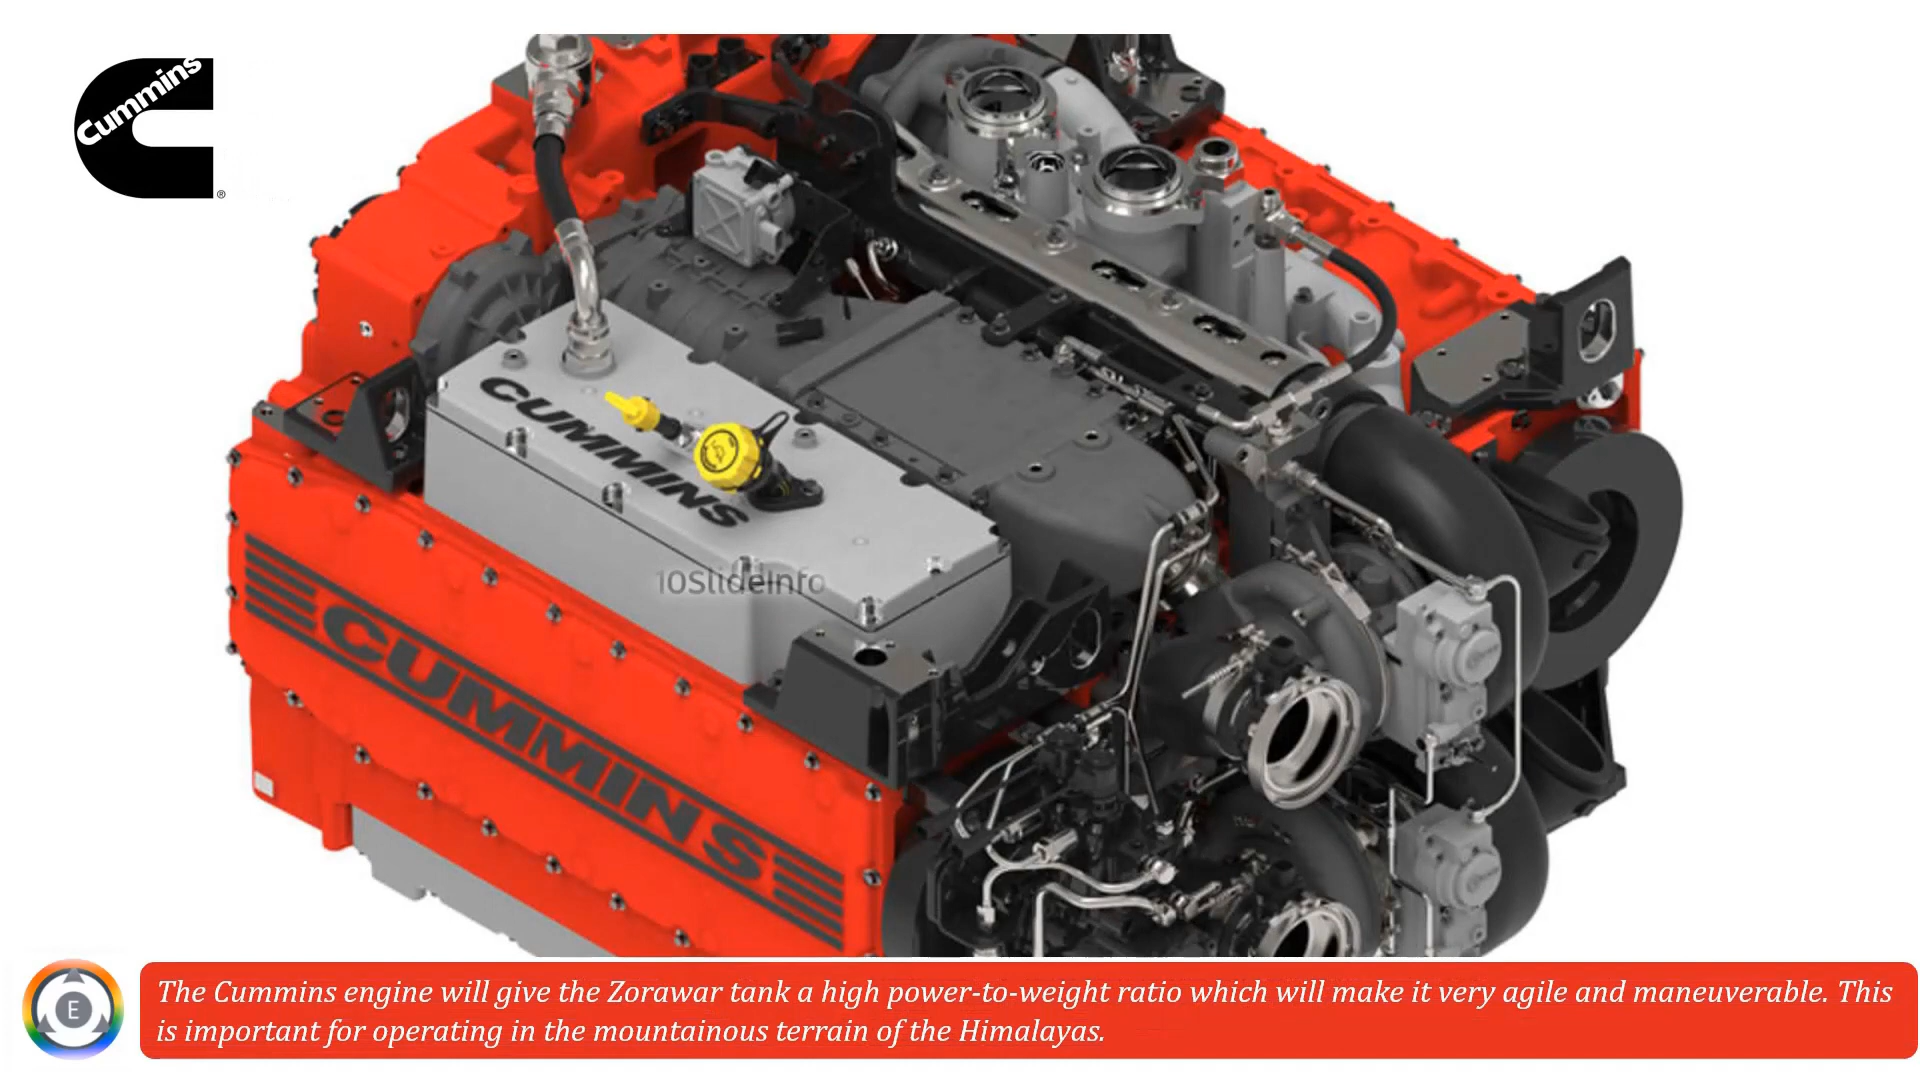 Cummins
®
CUMMINS
10SlideInfo
CUMMINS
E
The Cummins engine will give the Zorawar tank a high power-to-weight ratio which will make it very agile and maneuverable. This
is important for operating in the mountainous terrain of the Himalayas.